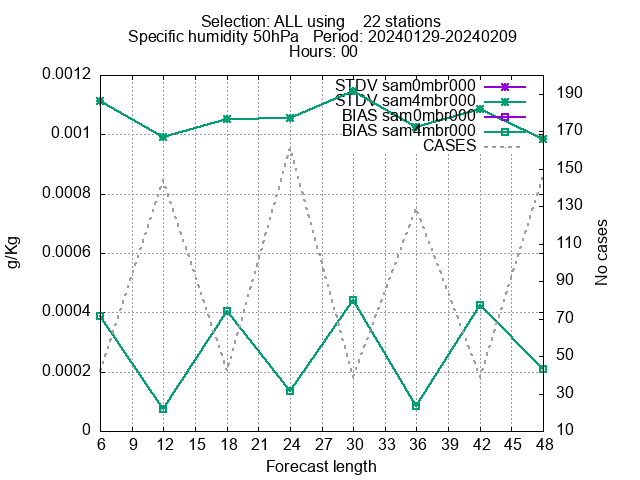 Selection: ALL using    22 stations
Specific humidity 50hPa   Period: 20240129-20240209
Hours: 00
STDV sam0mbr000
STDV sam4mbr000
BIAS sam0mbr000
BIAS sam4mbr000
CASES
0.0012
0.001
0.0008
0.0006
0.0004
0.0002
0
g/Kg
190
170
150
130
110
90
70
50
30
10
No cases
6 9 12 15 18 21 24 27 30 33 36 39 42 45 48
Forecast length